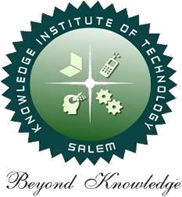 KNOWLEDGE INSTITUTE OF TECHNOLOGY
SALEM
Beyond Knowledge